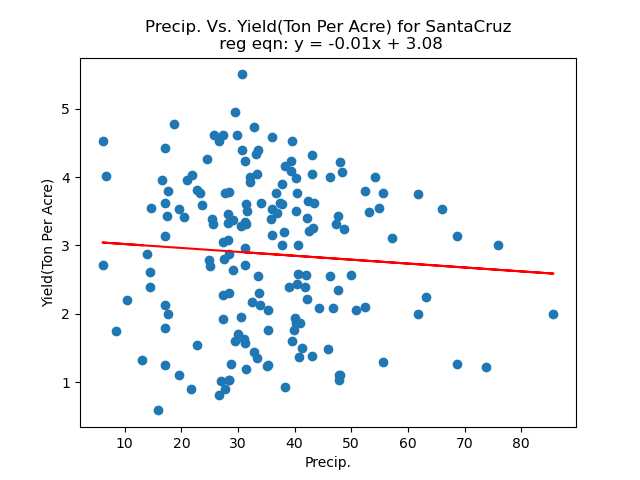 Precip. Vs. Yield(Ton Per Acre) for SantaCruz
reg eqn: y = -0.01x + 3.08
Yield(Ton Per Acre)
5
4
3
2
1
10 20 30 40 50 60 70 80
Precip.